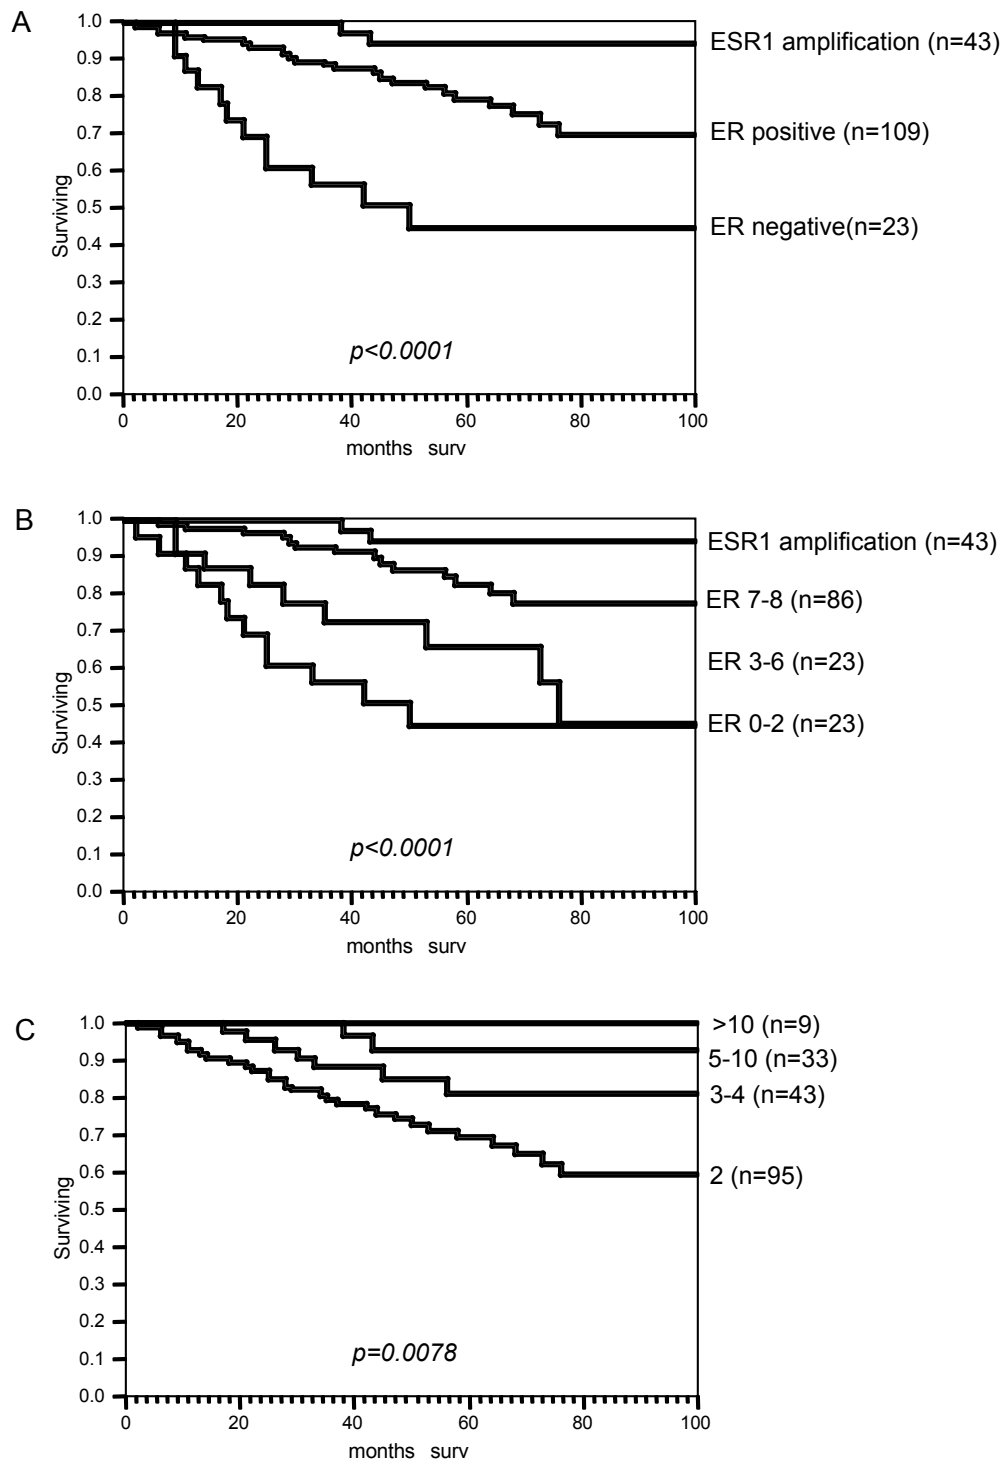 A
1.0
0.9
0.8
0.7
0.6
0.5
0.4
0.3
0.2
0.1
0.0
Surviving
ESR1 amplification (n=43)
ER positive (n=109)
ER negative(n=23)
p<0.0001
0 20 40 60 80 100
months surv
B
1.0
0.9
0.8
0.7
0.6
0.5
0.4
0.3
0.2
0.1
0.0
Surviving
ESR1 amplification (n=43)
ER 7-8 (n=86)
ER 3-6 (n=23)
ER 0-2 (n=23)
p<0.0001
0 20 40 60 80 100
months surv
C
1.0
0.9
0.8
0.7
0.6
0.5
0.4
0.3
0.2
0.1
0.0
Surviving
>10 (n=9)
5-10 (n=33)
3-4 (n=43)
2 (n=95)
p=0.0078
0 20 40 60 80 100
months surv